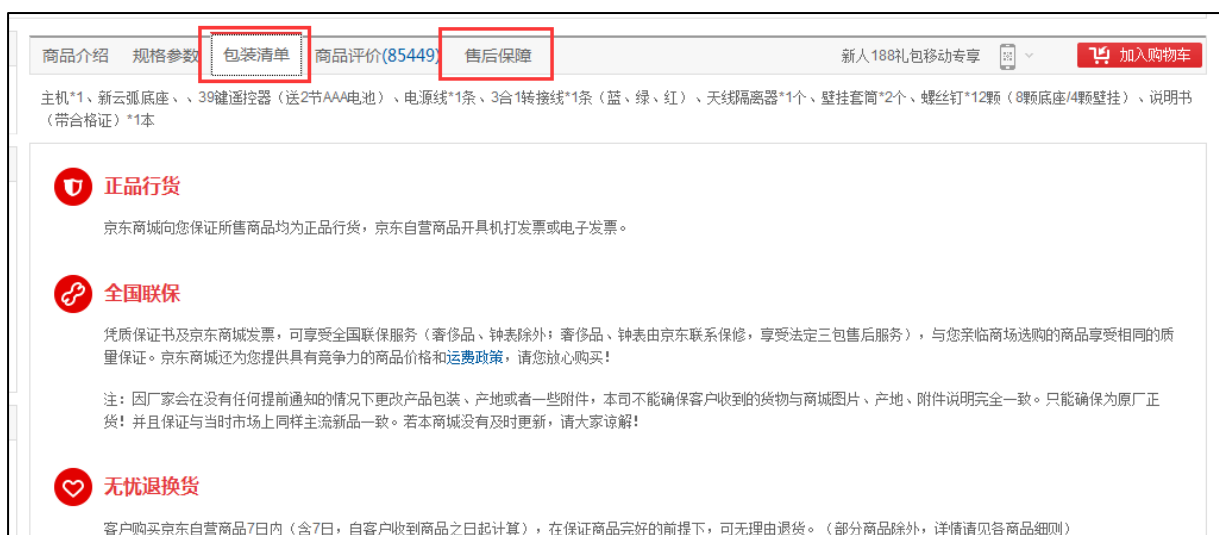 商品介绍 规格参数 包装清单 商品评价(85449) 售后保障 新人188礼包移动专享 加入购物车
主机*1、新云弧底座、、39键遥控器（送2节AAA电池）、电源线*1条、3合1转接线*1条（蓝、绿、红）、天线隔离器*1个、壁挂套筒*2个、螺丝钉*12颗（8颗底座/4颗壁挂）、说明书
（带合格证）*1本
正品行货
京东商城向您保证所售商品均为正品行货，京东自营商品开具机打发票或电子发票。
全国联保
凭质保证书及京东商城发票，可享受全国联保服务（奢侈品、钟表除外；奢侈品、钟表由京东联系保修，享受法定三包售后服务），与您亲临商场选购的商品享受相同的质
量保证。京东商城还为您提供具有竞争力的商品价格和运费政策，请您放心购买！
注：因厂家会在没有任何提前通知的情况下更改产品包装、产地或者一些附件，本司不能确保客户收到的货物与商城图片、产地、附件说明完全一致。只能确保为原厂正
货！并且保证与当时市场上同样主流新品一致。若本商城没有及时更新，请大家谅解！
无忧退换货
客户购买京东自营商品7日内（含7日，自客户收到商品之日起计算），在保证商品完好的前提下，可无理由退货。（部分商品除外，详情请见各商品细则）